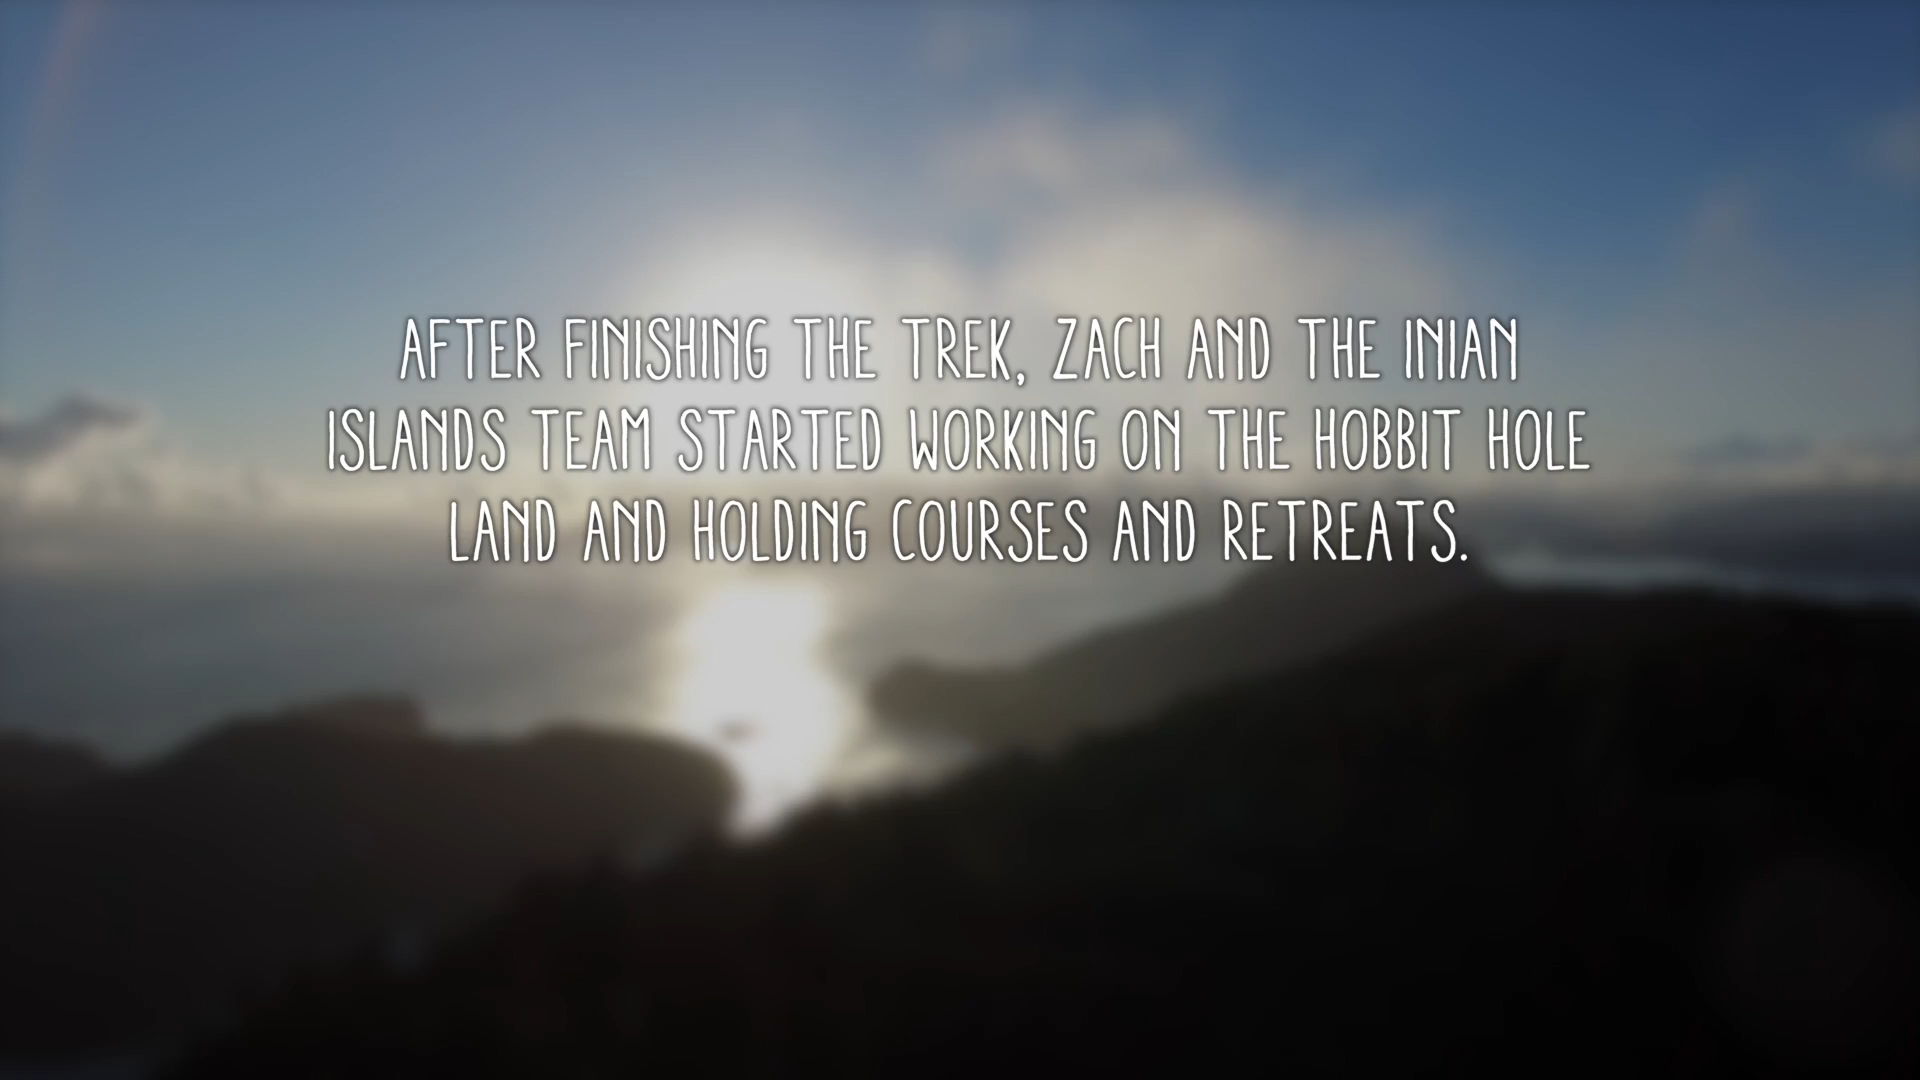 AFTER FINISHING THE TREK, ZACH AND THE INIAN
ISLANDS TEAM STARTED WORKING ON THE HOBBIT HOLE
LAND AND HOLDING COURSES AND RETREATS.